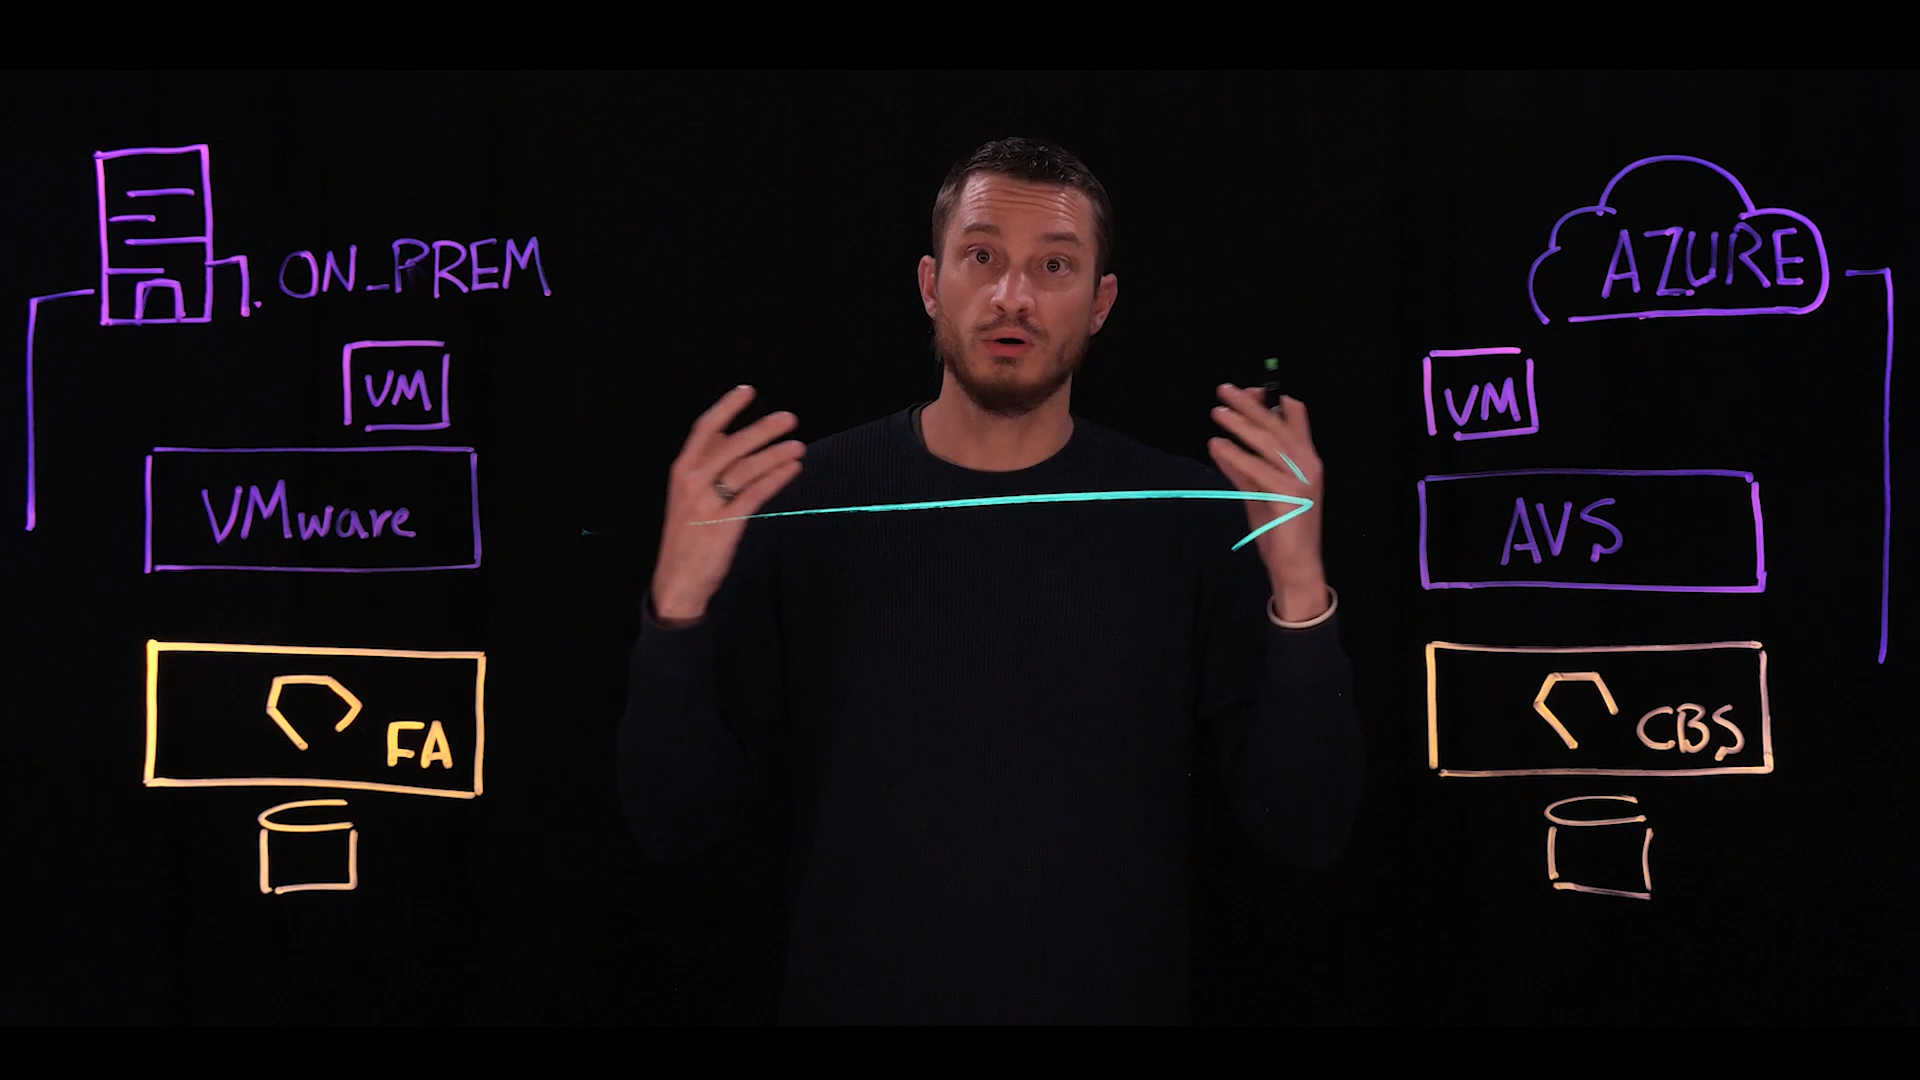 ON_PREM
VM
VMware
FA
AZURE
VM
AVS
CBS